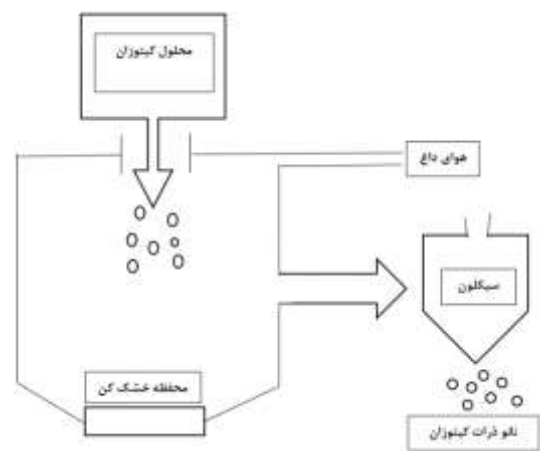 محلول کیتوزان
هوای داغ
سیکلون
محفظه خشک کن
نانو ذرات کیتوزان